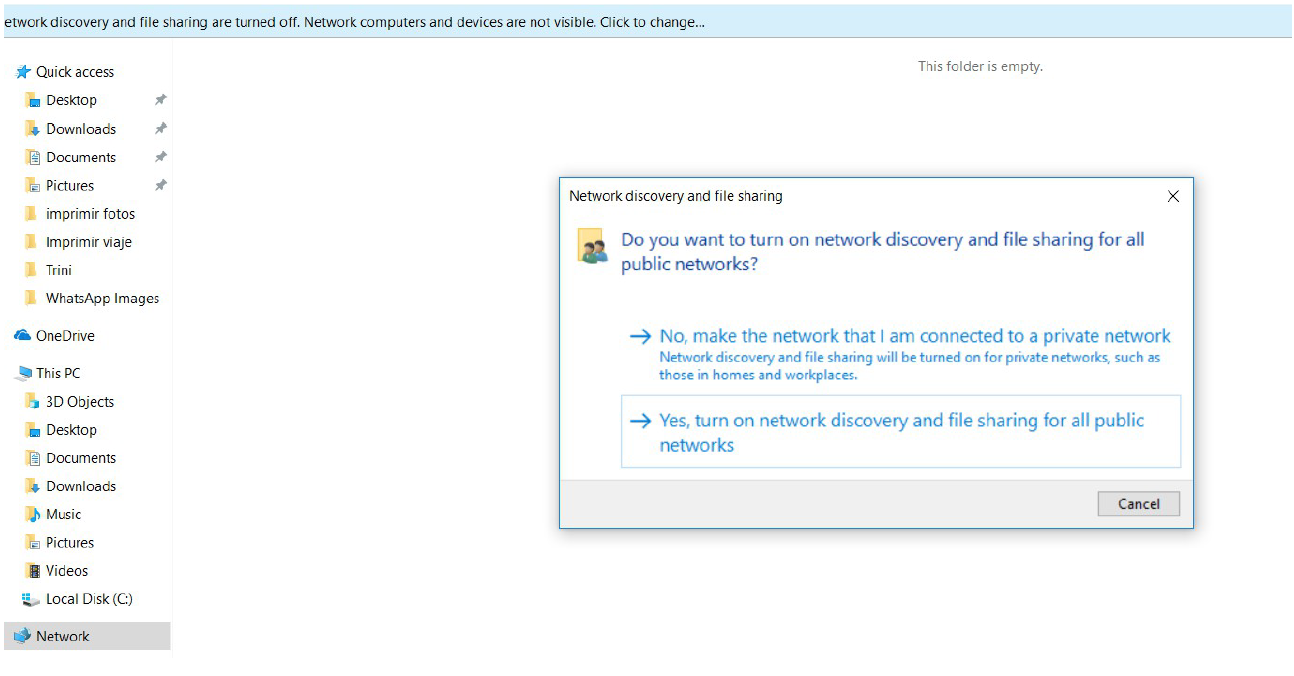 etwork discovery and file sharing are turned off. Network computers and devices are not visible. Click to change...
Quick access
Desktop
Downloads
Documents
Pictures
imprimir fotos
Imprimir viaje
Trini
WhatsApp Images
OneDrive
This PC
3D Objects
Desktop
Documents
Downloads
Music
Pictures
Videos
Local Disk (C:)
Network
This folder is empty.
Network discovery and file sharing
Do you want to turn on network discovery and file sharing for all
public networks?
No, make the network that I am connected to a private network
Network discovery and file sharing will be turned on for private networks, such as
those in homes and workplaces.
Yes, turn on network discovery and file sharing for all public
networks
Cancel